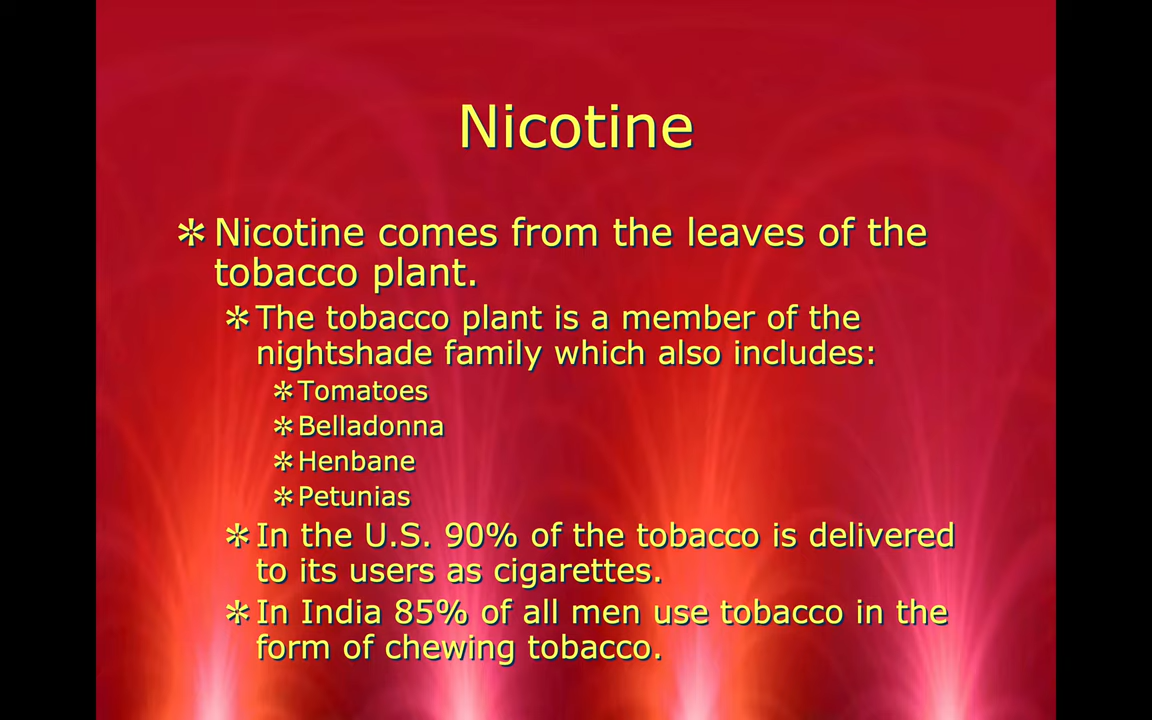 Nicotine
✲ Nicotine comes from the leaves of the
tobacco plant.
✲ The tobacco plant is a member of the
nightshade family which also includes:
✲ Tomatoes
✲ Belladonna
✲ Henbane
✲ Petunias
✲ In the U.S. 90% of the tobacco is delivered
to its users as cigarettes.
✲ In India 85% of all men use tobacco in the
form of chewing tobacco.